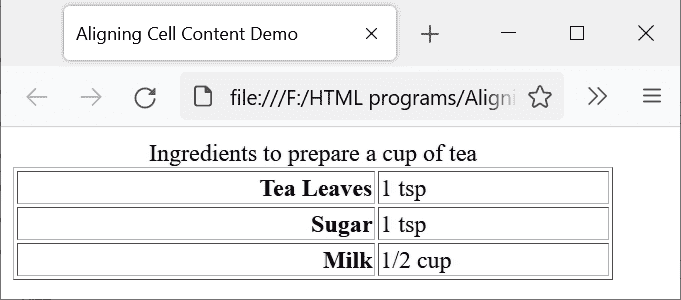 Aligning Cell Content Demo
file:///F:/HTML programs/Aligni
Ingredients to prepare a cup of tea
Tea Leaves 1 tsp
Sugar 1 tsp
Milk 1/2 cup